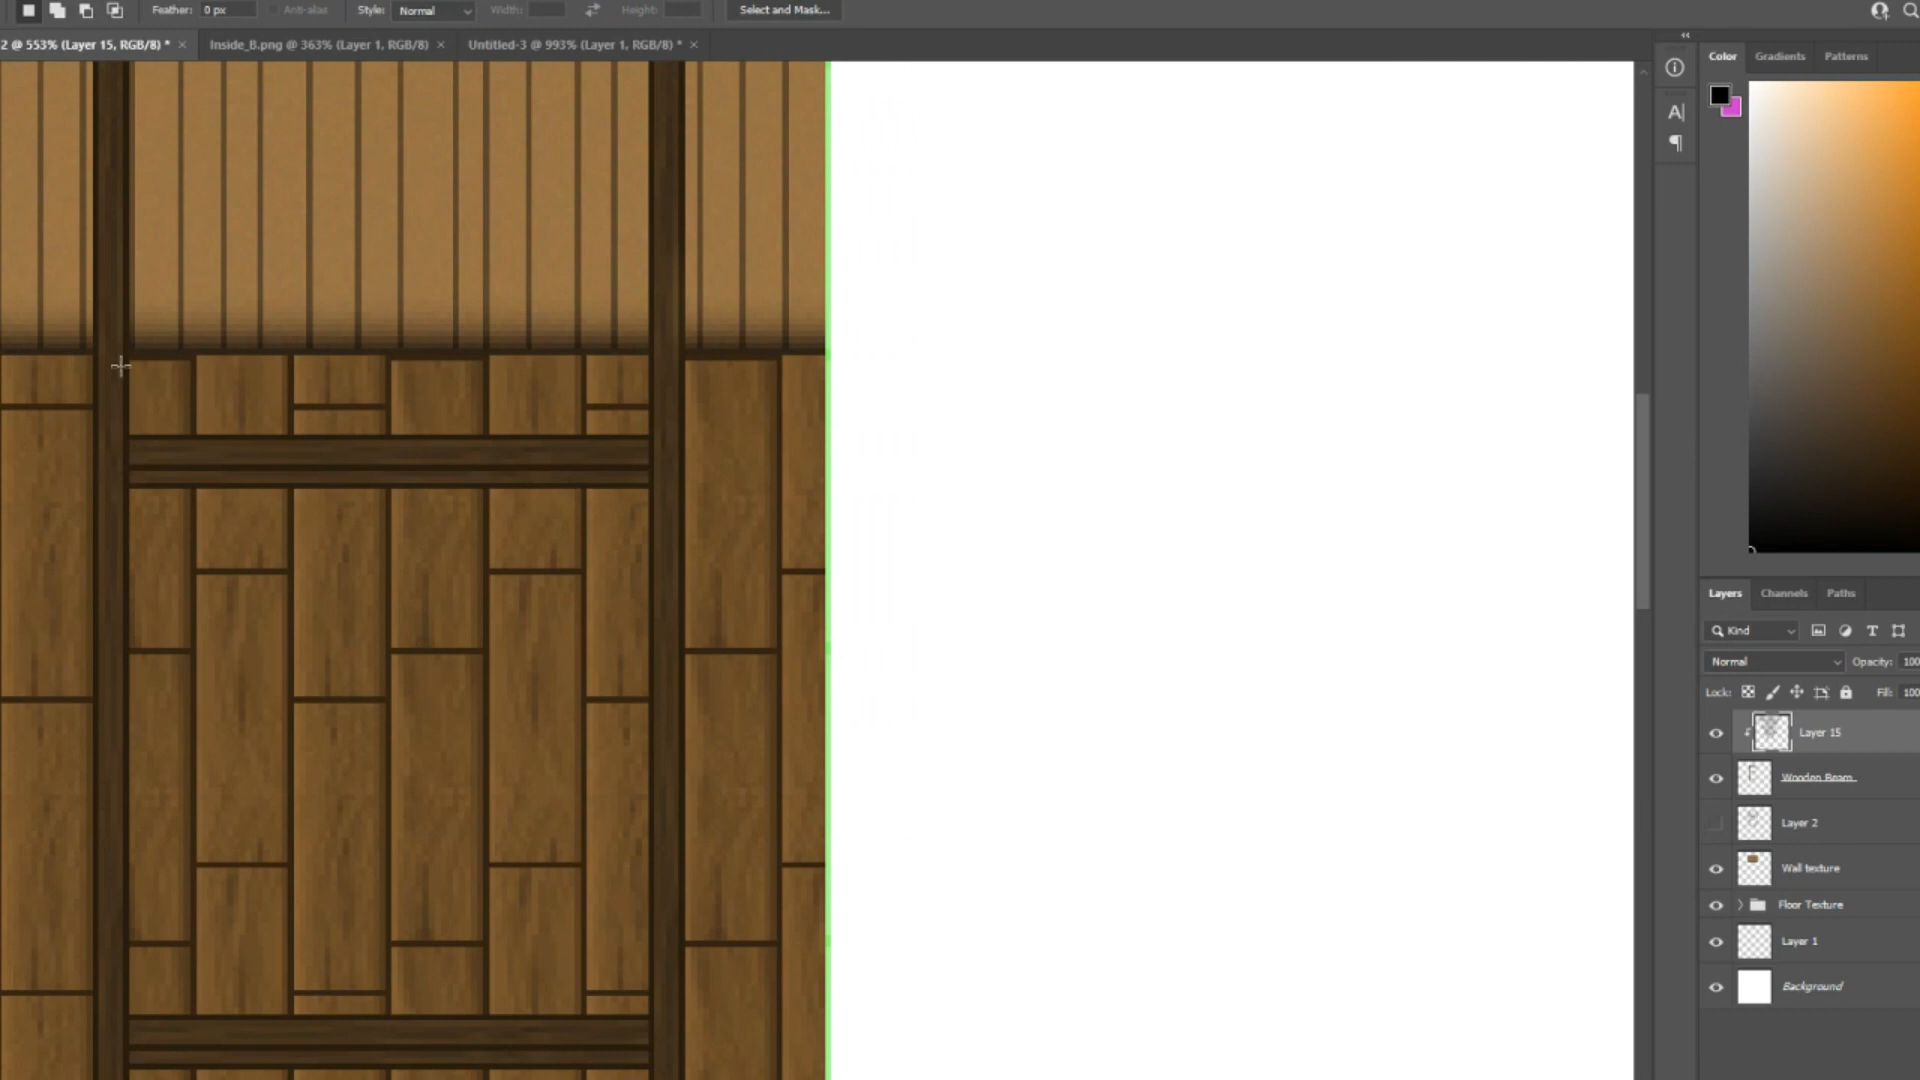 Feather: 0 px Anti-alias Style: Normal Width: Height: Select and Mask...
2 @ 553% (Layer 15, RGB/8) * × Inside_B.png @ 363% (Layer 1, RGB/8) × Untitled-3 @ 993% (Layer 1, RGB/8) * ×
Color Gradients Patterns
Layers Channels Paths
Kind
Normal Opacity: 100
Lock: Fill: 100
Layer 15
Wooden Beam
Layer 2
Wall texture
Floor Texture
Layer 1
Background